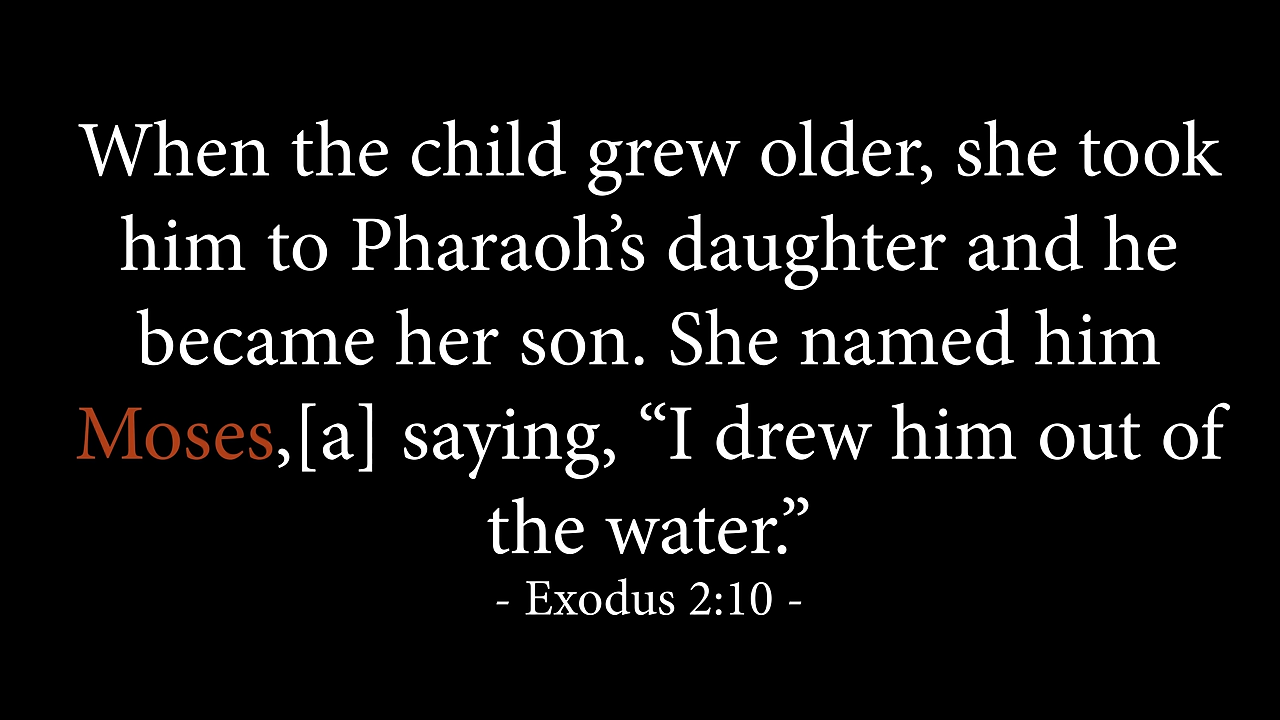 When the child grew older, she took
him to Pharaoh’s daughter and he
became her son. She named him
Moses,[a] saying, “I drew him out of
the water.”
- Exodus 2:10 -